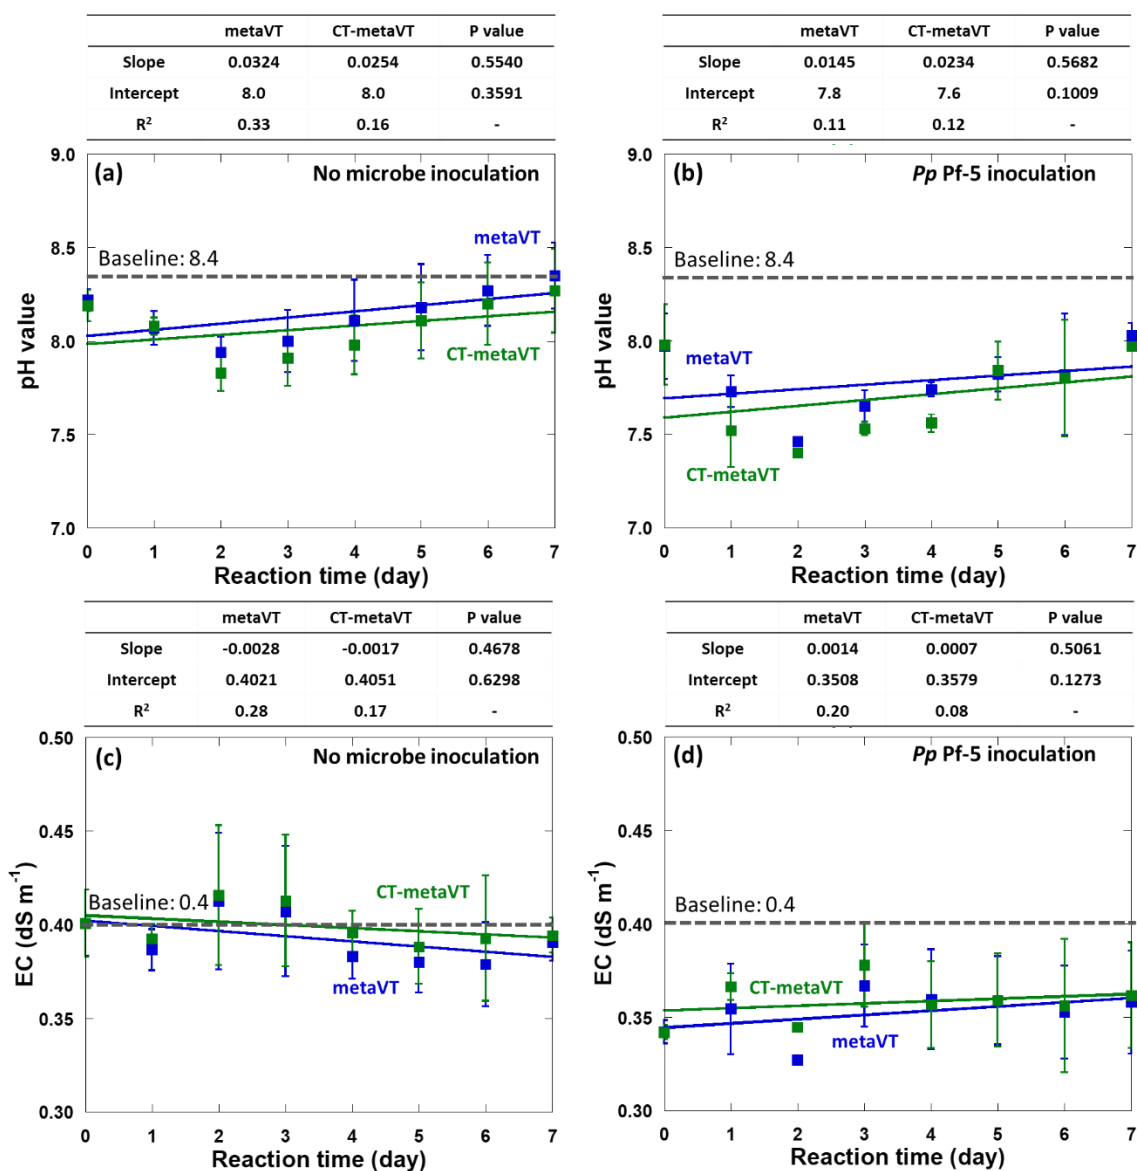 metaVT CT-metaVT P value
Slope 0.0324 0.0254 0.5540
Intercept 8.0 8.0 0.3591
R² 0.33 0.16 -
9.0
(a) No microbe inoculation
8.5
metaVT
Baseline: 8.4
8.0
CT-metaVT
7.5
7.0
pH value
0 1 2 3 4 5 6 7
Reaction time (day)
metaVT CT-metaVT P value
Slope 0.0145 0.0234 0.5682
Intercept 7.8 7.6 0.1009
R² 0.11 0.12 -
9.0
(b) Pp Pf-5 inoculation
8.5
Baseline: 8.4
8.0
metaVT
7.5
CT-metaVT
7.0
pH value
0 1 2 3 4 5 6 7
Reaction time (day)
metaVT CT-metaVT P value
Slope -0.0028 -0.0017 0.4678
Intercept 0.4021 0.4051 0.6298
R² 0.28 0.17 -
0.50
(c) No microbe inoculation
0.45
CT-metaVT
Baseline: 0.4
0.40
metaVT
0.35
0.30
EC (dS m⁻¹)
0 1 2 3 4 5 6 7
Reaction time (day)
metaVT CT-metaVT P value
Slope 0.0014 0.0007 0.5061
Intercept 0.3508 0.3579 0.1273
R² 0.20 0.08 -
0.50
(d) Pp Pf-5 inoculation
0.45
Baseline: 0.4
0.40
CT-metaVT
0.35
metaVT
0.30
EC (dS m⁻¹)
0 1 2 3 4 5 6 7
Reaction time (day)